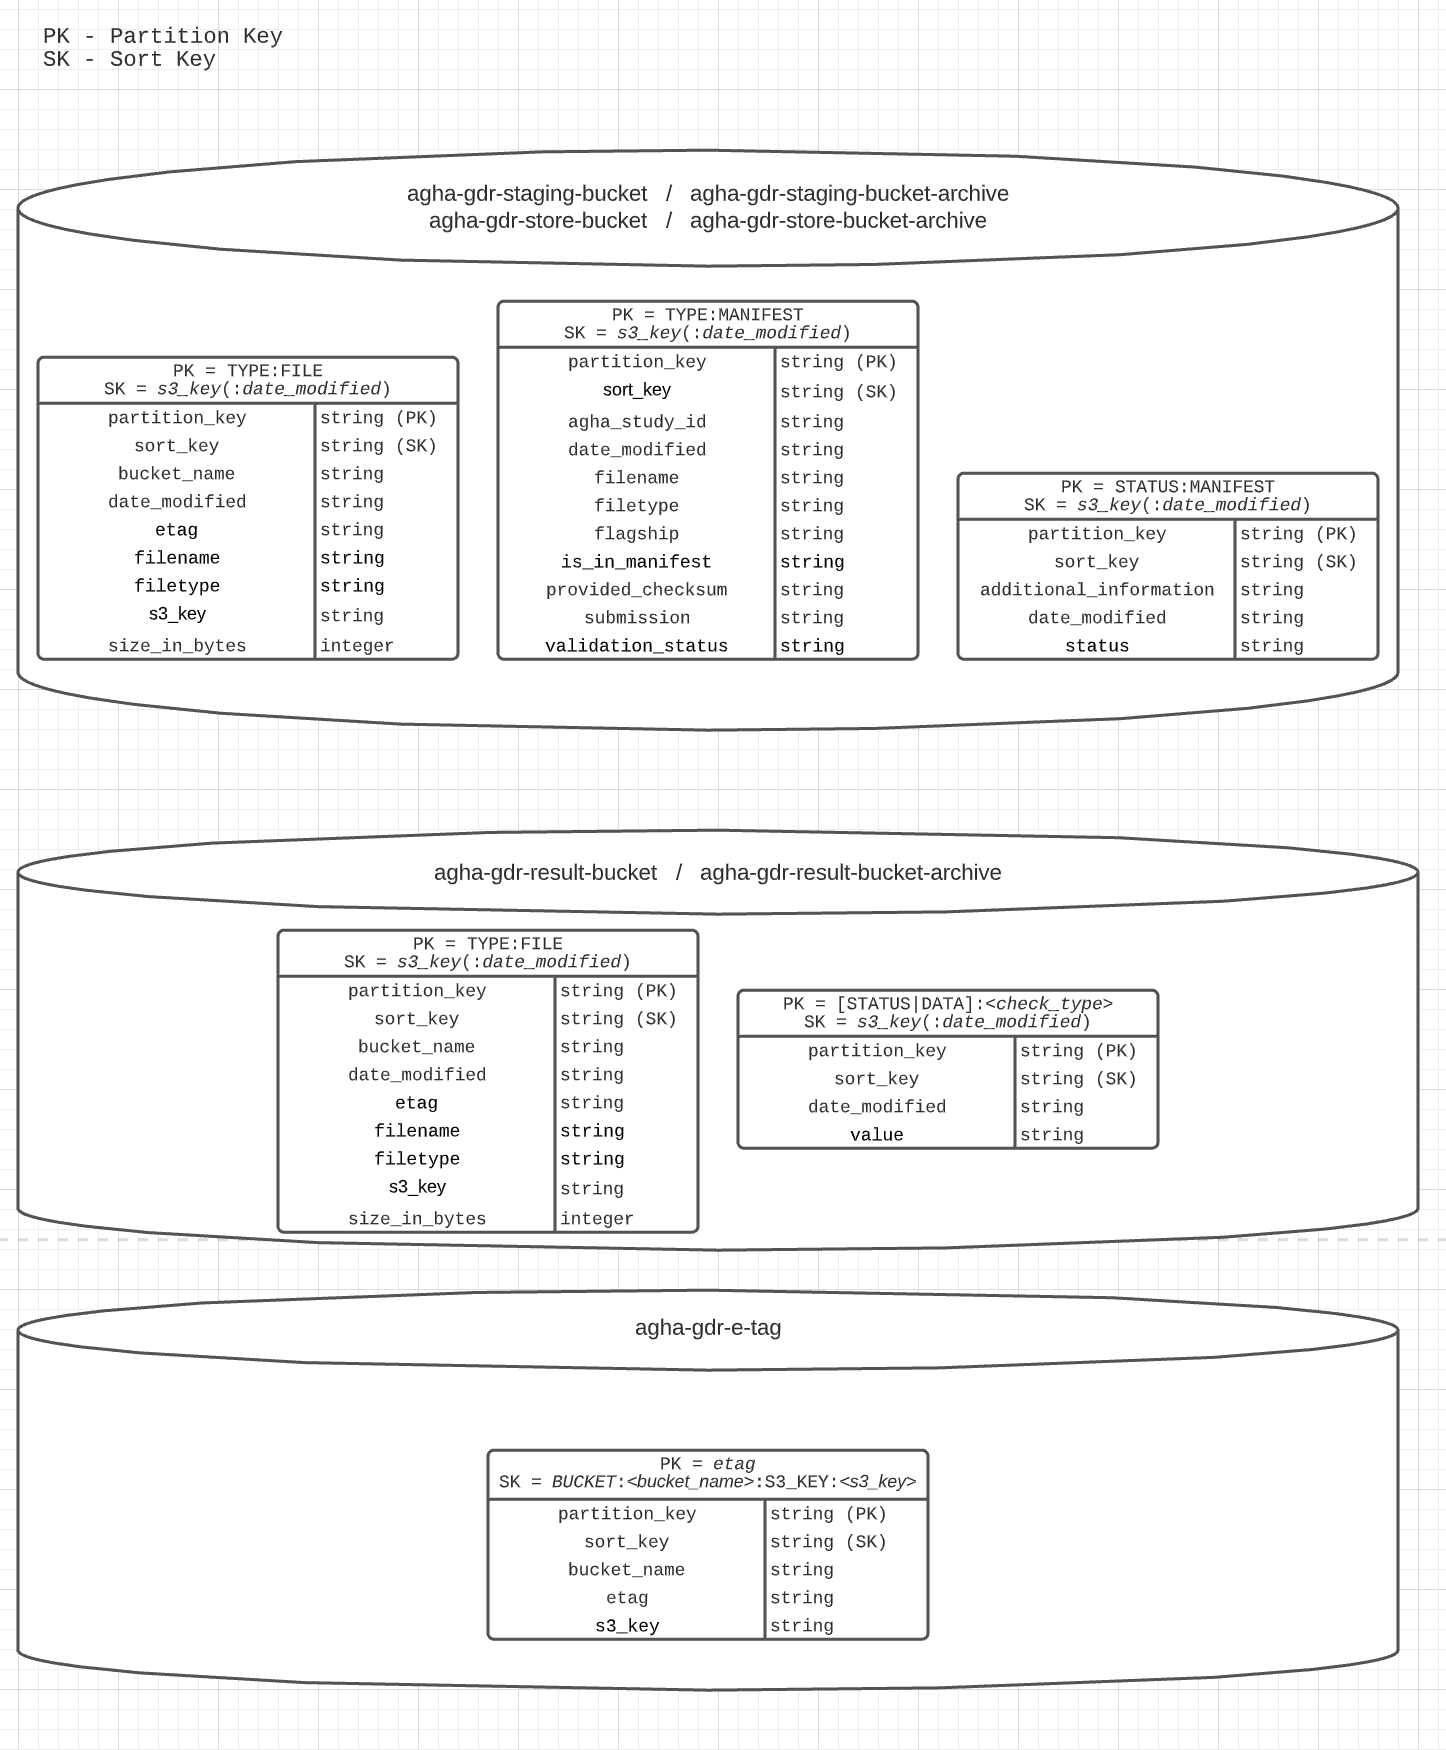 PK - Partition Key
SK - Sort Key
agha-gdr-staging-bucket / agha-gdr-staging-bucket-archive
agha-gdr-store-bucket / agha-gdr-store-bucket-archive
PK = TYPE:FILE
SK = s3_key(:date_modified)
partition_key string (PK)
sort_key string (SK)
bucket_name string
date_modified string
etag string
filename string
filetype string
s3_key string
size_in_bytes integer
PK = TYPE:MANIFEST
SK = s3_key(:date_modified)
partition_key string (PK)
sort_key string (SK)
agha_study_id string
date_modified string
filename string
filetype string
flagship string
is_in_manifest string
provided_checksum string
submission string
validation_status string
PK = STATUS:MANIFEST
SK = s3_key(:date_modified)
partition_key string (PK)
sort_key string (SK)
additional_information string
date_modified string
status string
agha-gdr-result-bucket / agha-gdr-result-bucket-archive
PK = TYPE:FILE
SK = s3_key(:date_modified)
partition_key string (PK)
sort_key string (SK)
bucket_name string
date_modified string
etag string
filename string
filetype string
s3_key string
size_in_bytes integer
PK = [STATUS|DATA]:<check_type>
SK = s3_key(:date_modified)
partition_key string (PK)
sort_key string (SK)
date_modified string
value string
agha-gdr-e-tag
PK = etag
SK = BUCKET:<bucket_name>:S3_KEY:<s3_key>
partition_key string (PK)
sort_key string (SK)
bucket_name string
etag string
s3_key string